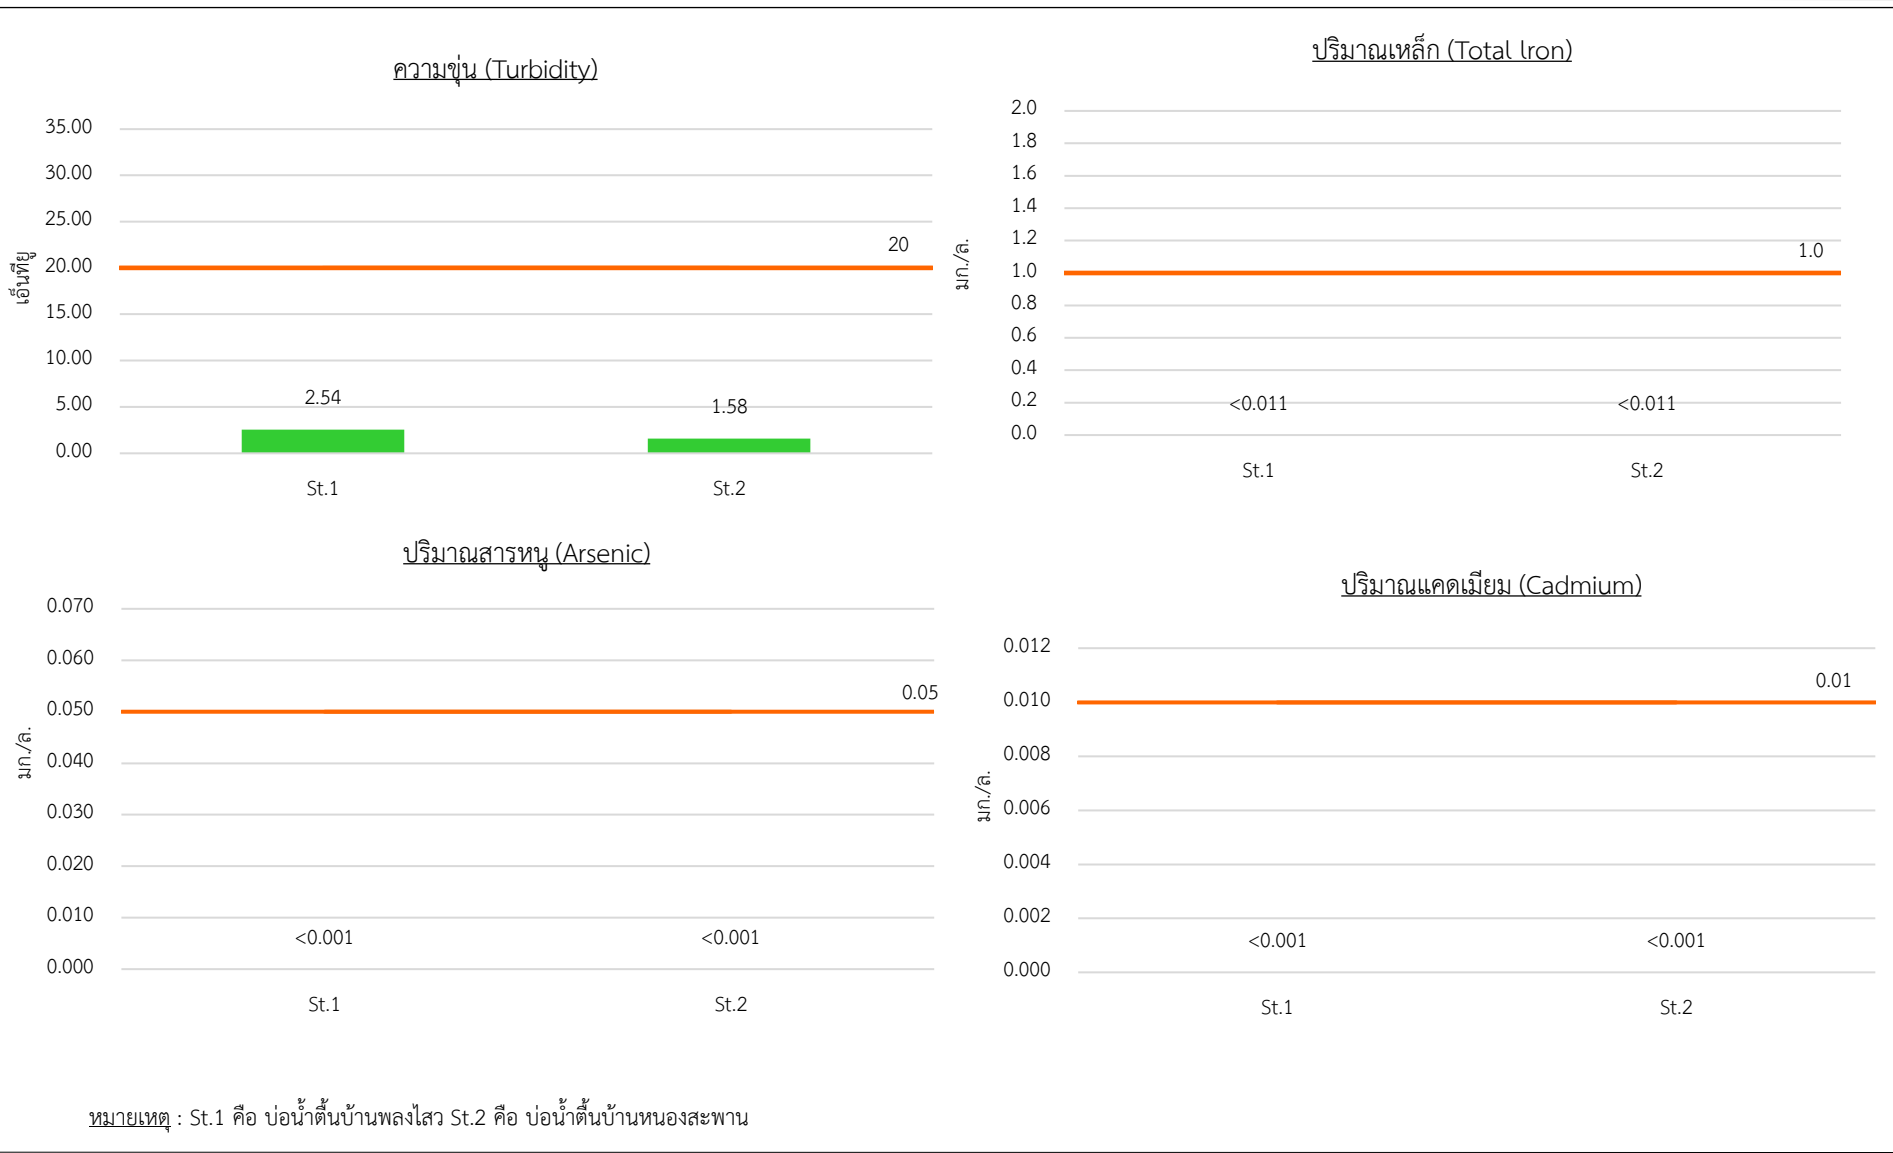 ความขุ่น (Turbidity)
เอ็นทียู
35.00
30.00
25.00
20.00
15.00
10.00
5.00
0.00
20
2.54
1.58
St.1
St.2
ปริมาณเหล็ก (Total lron)
มก./ล.
2.0
1.8
1.6
1.4
1.2
1.0
0.8
0.6
0.4
0.2
0.0
1.0
<0.011
<0.011
St.1
St.2
ปริมาณสารหนู (Arsenic)
มก./ล.
0.070
0.060
0.050
0.040
0.030
0.020
0.010
0.000
0.05
<0.001
<0.001
St.1
St.2
ปริมาณแคดเมียม (Cadmium)
มก./ล.
0.012
0.010
0.008
0.006
0.004
0.002
0.000
0.01
<0.001
<0.001
St.1
St.2
หมายเหตุ : St.1 คือ บ่อน้ำตื้นบ้านพลงไสว St.2 คือ บ่อน้ำตื้นบ้านหนองสะพาน